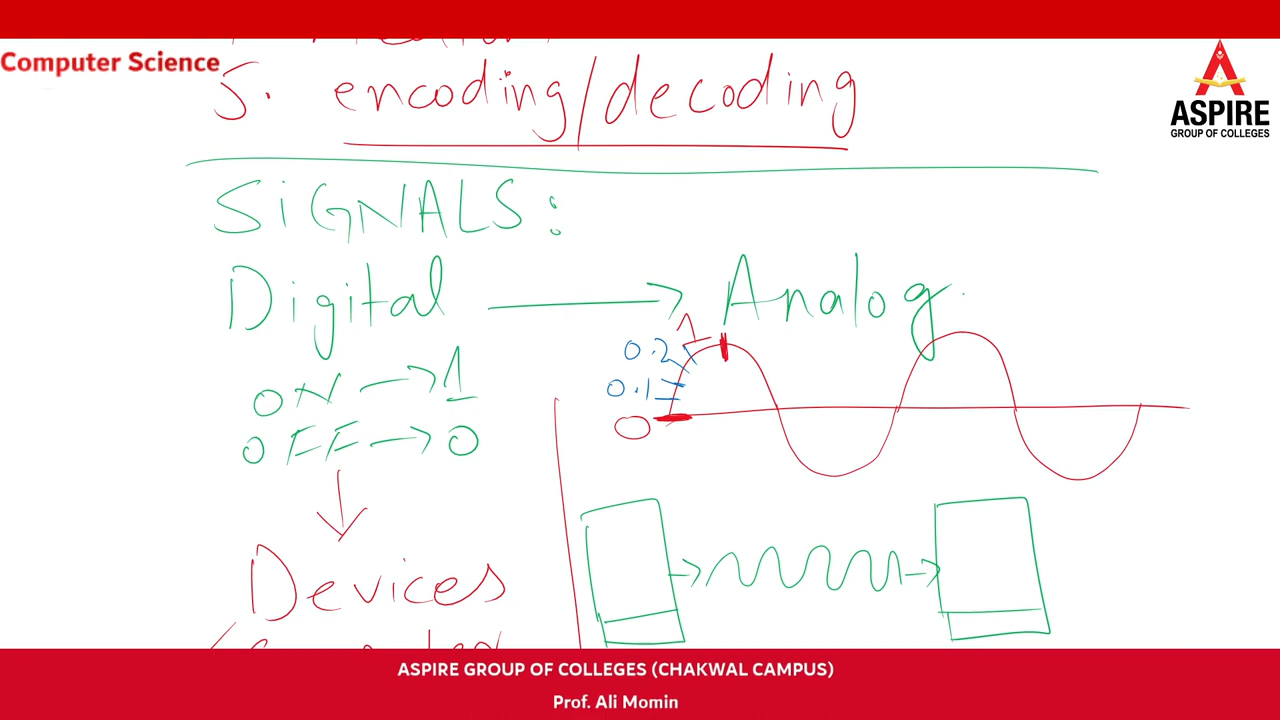 Computer Science
5. encoding/decoding
ASPIRE
GROUP OF COLLEGES
SiGNALS:
Digital → Analog
1
0.2
0.1
0
ON → 1
OFF → 0
Devices
ASPIRE GROUP OF COLLEGES (CHAKWAL CAMPUS)
Prof. Ali Momin